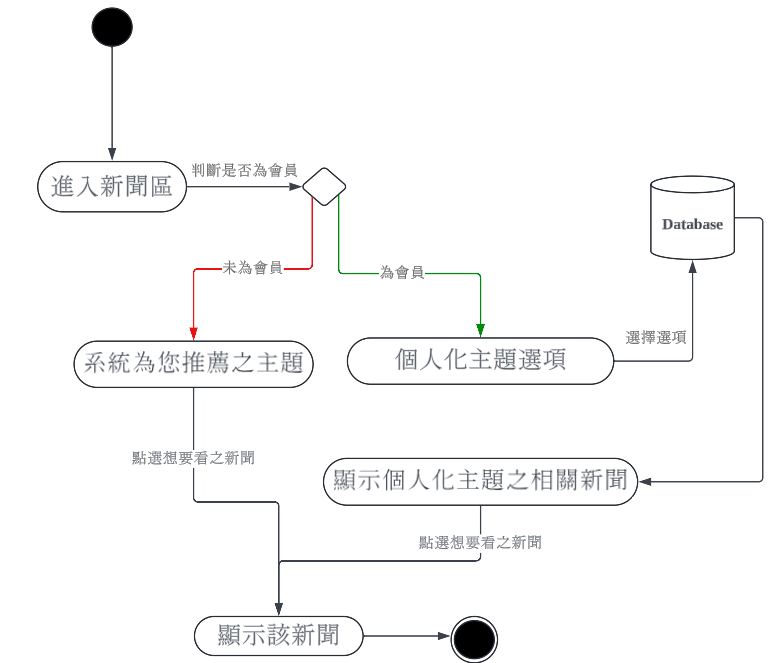 判斷是否為會員
進入新聞區
Database
未為會員
為會員
選擇選項
系統為您推薦之主題
個人化主題選項
點選想要看之新聞
顯示個人化主題之相關新聞
點選想要看之新聞
顯示該新聞